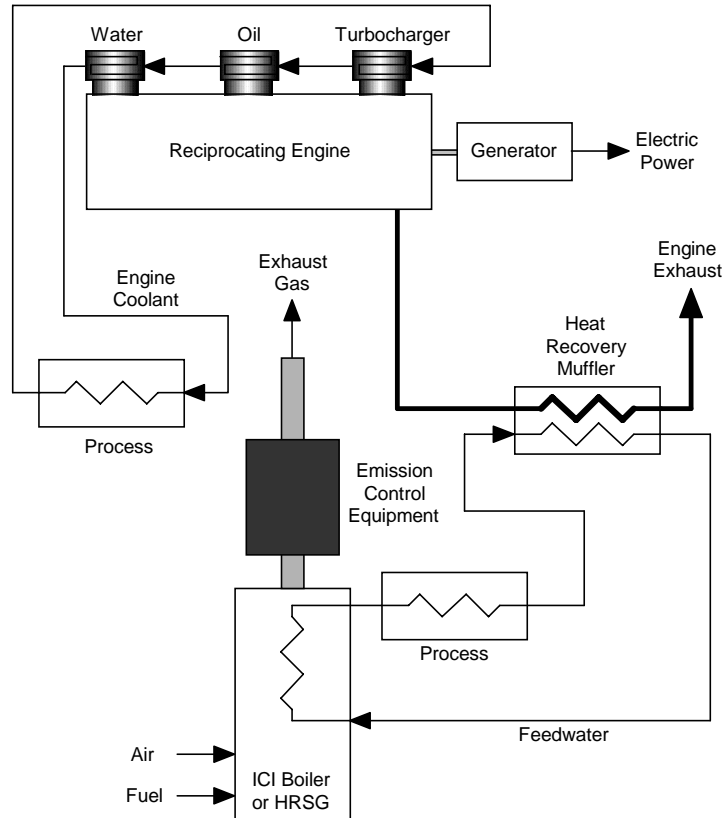 Water
Oil
Turbocharger
Reciprocating Engine
Generator
Electric
Power
Engine
Coolant
Exhaust
Gas
Engine
Exhaust
Heat
Recovery
Muffler
Process
Emission
Control
Equipment
Process
Feedwater
Air
Fuel
ICI Boiler
or HRSG